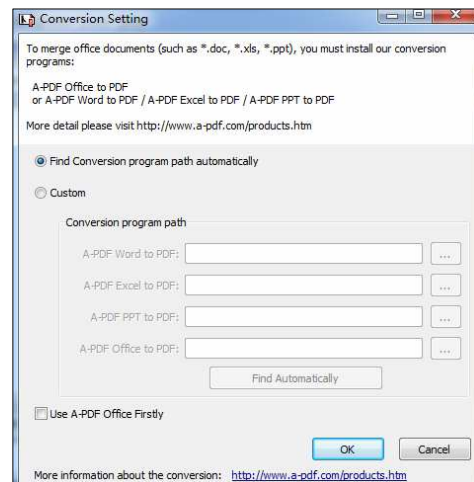 Conversion Setting
To merge office documents (such as *.doc, *.xls, *.ppt), you must install our conversion
programs:
A-PDF Office to PDF
or A-PDF Word to PDF / A-PDF Excel to PDF / A-PDF PPT to PDF
More detail please visit http://www.a-pdf.com/products.htm
Find Conversion program path automatically
Custom
Conversion program path
A-PDF Word to PDF: ...
A-PDF Excel to PDF: ...
A-PDF PPT to PDF: ...
A-PDF Office to PDF: ...
Find Automatically
Use A-PDF Office Firstly
OK Cancel
More information about the conversion: http://www.a-pdf.com/products.htm